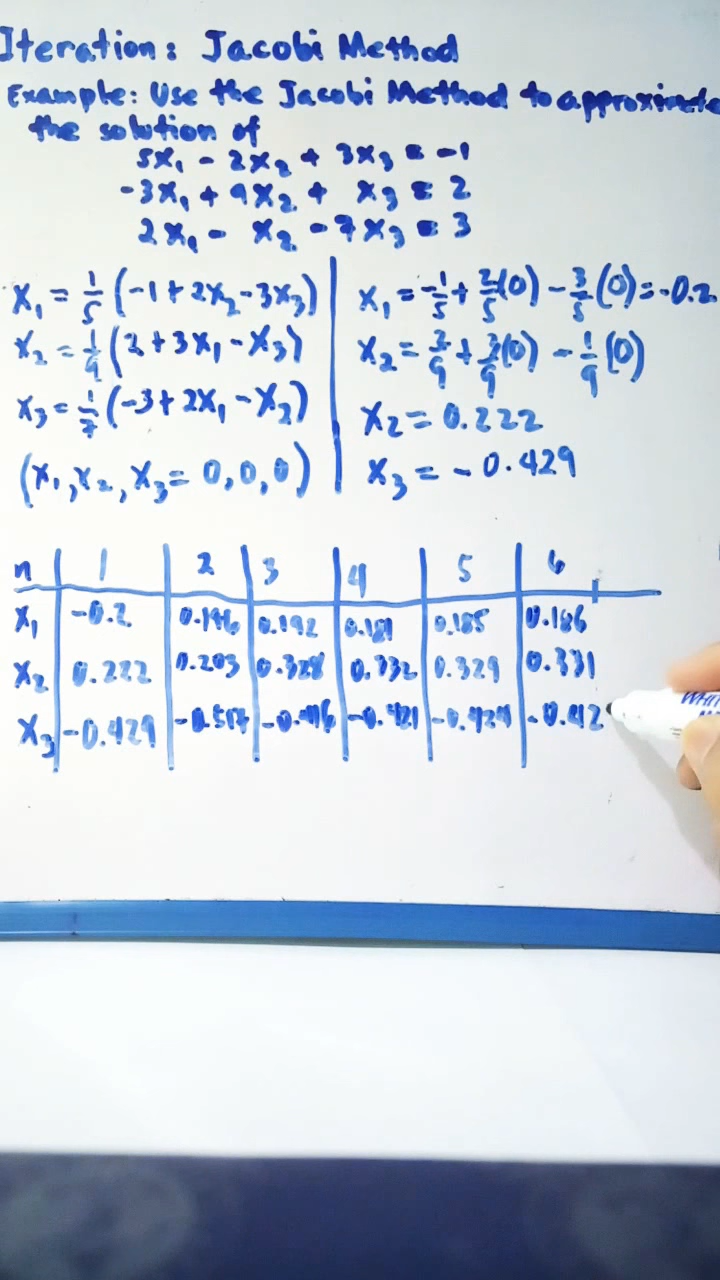 Iteration: Jacobi Method
Example: Use the Jacobi Method to approximate
the solution of
5x₁ - 2x₂ + 3x₃ = -1
-3x₁ + 9x₂ + x₃ = 2
2x₁ - x₂ - 7x₃ = 3
x₁ = 1/5 (-1 + 2x₂ - 3x₃)
x₂ = 1/9 (2 + 3x₁ - x₃)
x₃ = 1/7 (-3 + 2x₁ - x₂)
(x₁, x₂, x₃ = 0, 0, 0)
x₁ = -1/5 + 2/5 (0) - 3/5 (0) = -0.2
x₂ = 2/9 + 3/9 (0) - 1/9 (0)
x₂ = 0.222
x₃ = -0.429
n 1 2 3 4 5 6
x₁ -0.2 0.146 0.192 0.181 0.185 0.186
x₂ 0.222 0.203 0.328 0.332 0.329 0.331
x₃ -0.429 -0.517 -0.416 -0.421 -0.424 -0.42
WHIT